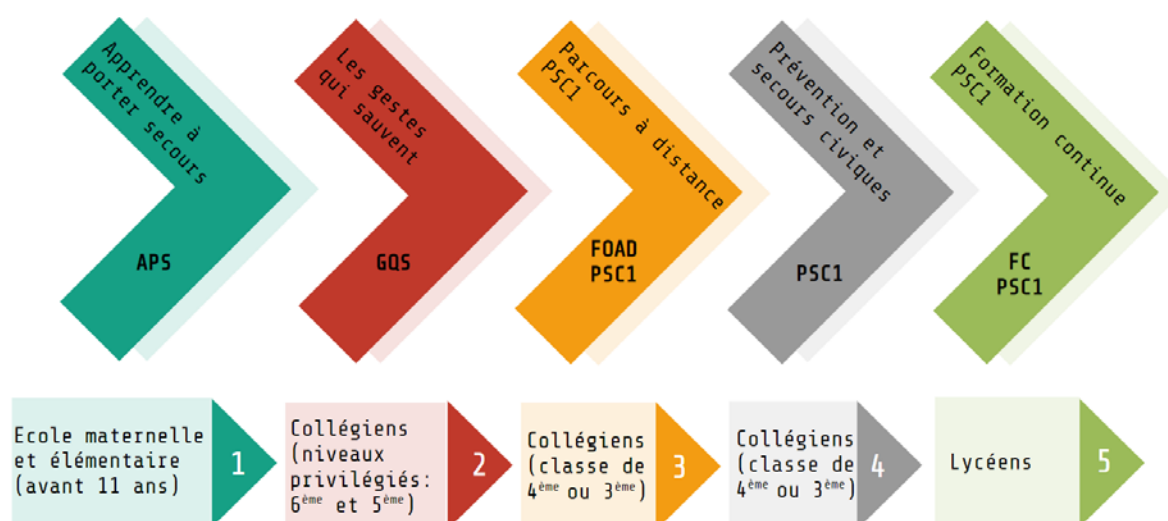 Apprendre à
porter secours
APS
Les gestes
qui sauvent
GQS
Parcours à distance
PSC1
FOAD
PSC1
Prévention et
secours civiques
PSC1
Formation continue
PSC1
FC
PSC1
Ecole maternelle
et élémentaire
(avant 11 ans)
1
Collégiens
(niveaux
privilégiés:
6ème et 5ème)
2
Collégiens
(classe de
4ème ou 3ème)
3
Collégiens
(classe de
4ème ou 3ème)
4
Lycéens
5